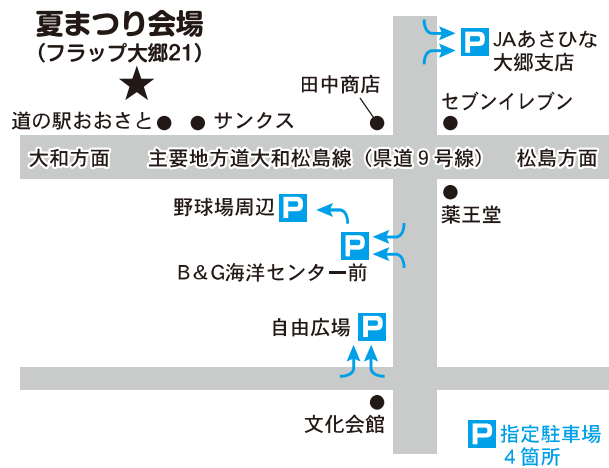 夏まつり会場
(フラップ大郷21)
P JAあさひな
大郷支店
田中商店
セブンイレブン
道の駅おおさと
サンクス
大和方面 主要地方道大和松島線（県道９号線） 松島方面
野球場周辺 P
薬王堂
P
B＆G海洋センター前
自由広場 P
文化会館
P 指定駐車場
４箇所